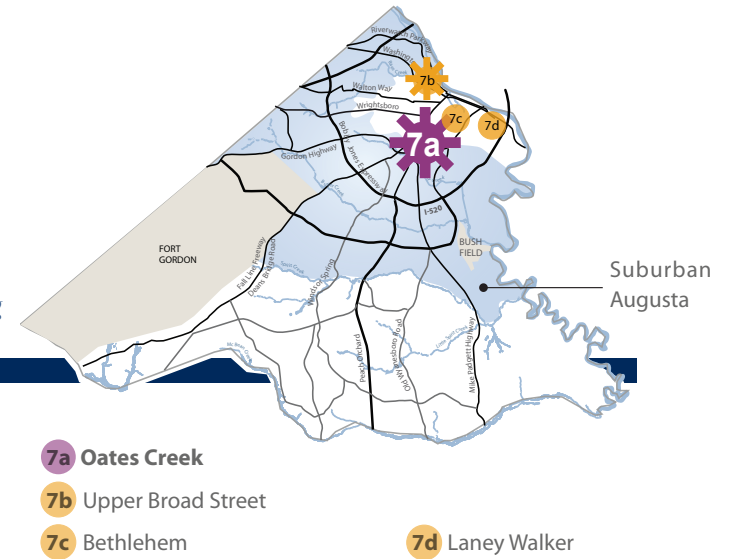 Riverwatch Parkway
Washington
7b
Walton Way
Wrightsboro
7c
7d
7a
Gordon Highway
Bobby Jones Expressway
I-520
FORT
GORDON
BUSH
FIELD
Suburban
Augusta
Fall Line Freeway
Deans Bridge Road
Spirit Creek
Windsor Spring
Peach Orchard
Old Waynesboro Road
Mike Padgett Highway
7a Oates Creek
7b Upper Broad Street
7c Bethlehem
7d Laney Walker